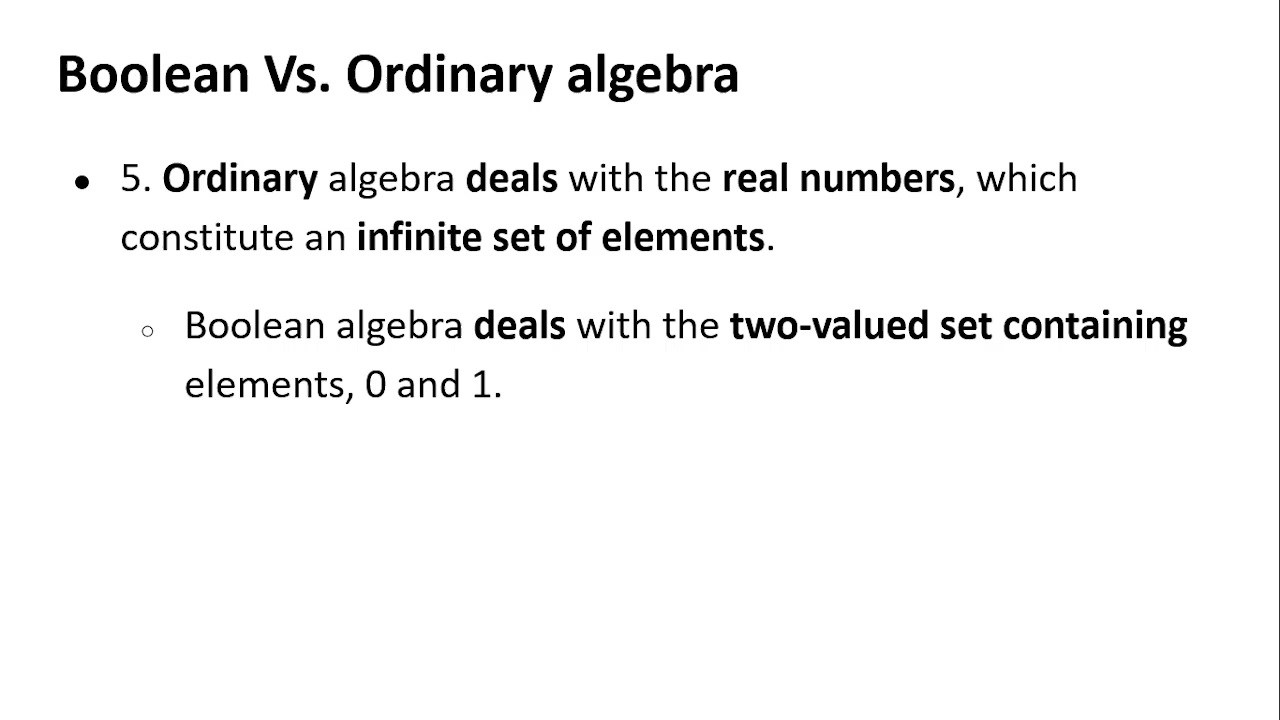 Boolean Vs. Ordinary algebra
● 5. Ordinary algebra deals with the real numbers, which
constitute an infinite set of elements.
○ Boolean algebra deals with the two-valued set containing
elements, 0 and 1.